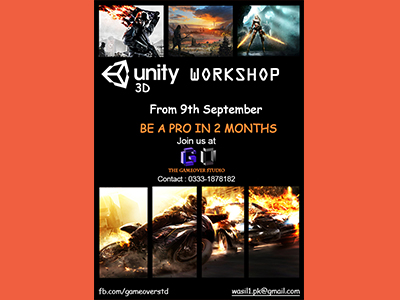 unity WORKSHOP
3D
From 9th September
BE A PRO IN 2 MONTHS
Join us at
THE GAMEOVER STUDIO
Contact : 0333-1878182
fb.com/gameoverstd wasil1.pk@gmail.com